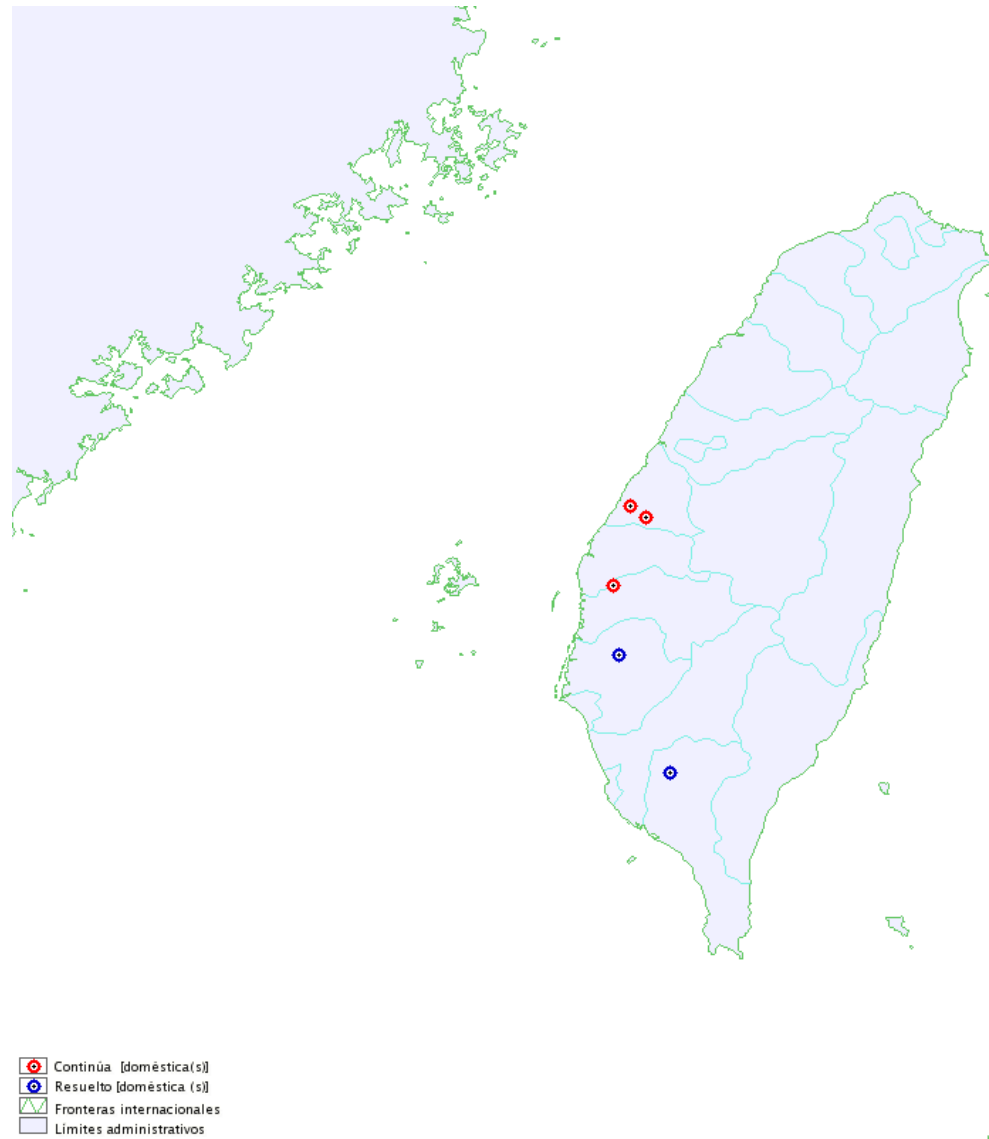 Continúa [doméstica(s)]
Resuelto [doméstica (s)]
Fronteras internacionales
Límites administrativos